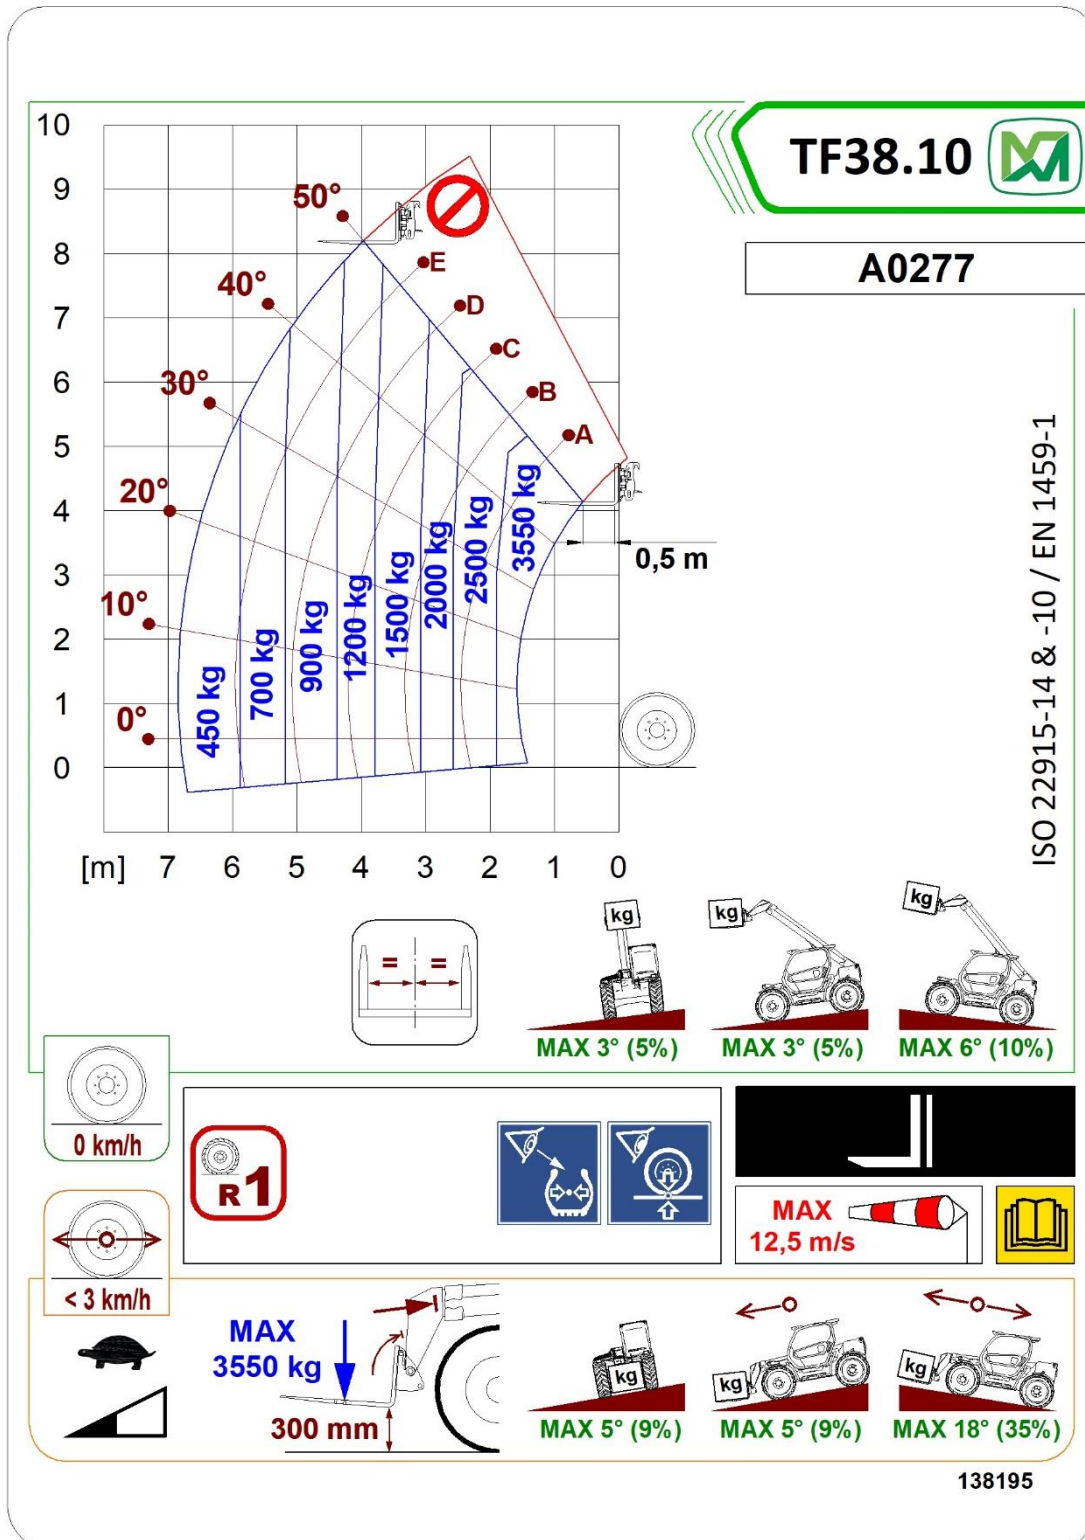 TF38.10
A0277
10
9
8
7
6
5
4
3
2
1
0
[m] 7 6 5 4 3 2 1 0
50°
40°
30°
20°
10°
0°
E
D
C
B
A
450 kg
700 kg
900 kg
1200 kg
1500 kg
2000 kg
2500 kg
3550 kg
0,5 m
ISO 22915-14 & -10 / EN 1459-1
= =
kg
kg
kg
MAX 3° (5%)
MAX 3° (5%)
MAX 6° (10%)
0 km/h
R1
MAX
12,5 m/s
< 3 km/h
MAX
3550 kg
300 mm
kg
kg
kg
MAX 5° (9%)
MAX 5° (9%)
MAX 18° (35%)
138195